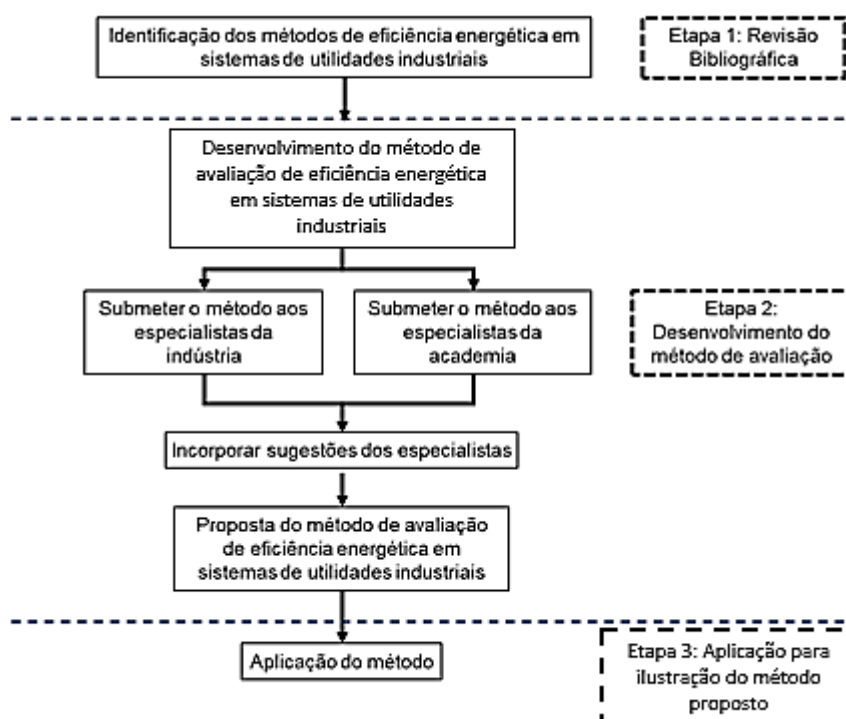 Identificação dos métodos de eficiência energética em
sistemas de utilidades industriais
Etapa 1: Revisão
Bibliográfica
Desenvolvimento do método de
avaliação de eficiência energética
em sistemas de utilidades
industriais
Submeter o método aos
especialistas da
indústria
Submeter o método aos
especialistas da
academia
Etapa 2:
Desenvolvimento do
método de avaliação
Incorporar sugestões dos especialistas
Proposta do método de avaliação
de eficiência energética em
sistemas de utilidades industriais
Aplicação do método
Etapa 3: Aplicação para
ilustração do método
proposto